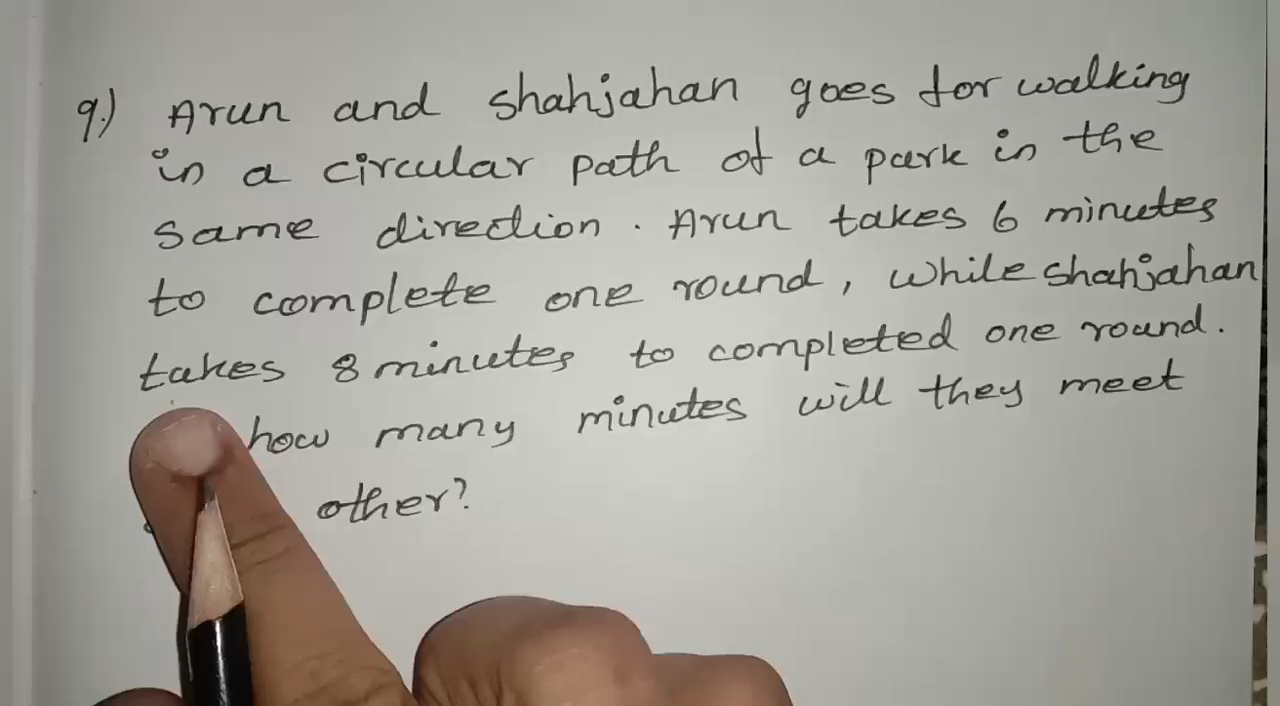 9.) Arun and shahjahan goes for walking
in a circular path of a park in the
same direction. Arun takes 6 minutes
to complete one round, while shahjahan
takes 8 minutes to completed one round.
how many minutes will they meet
other?